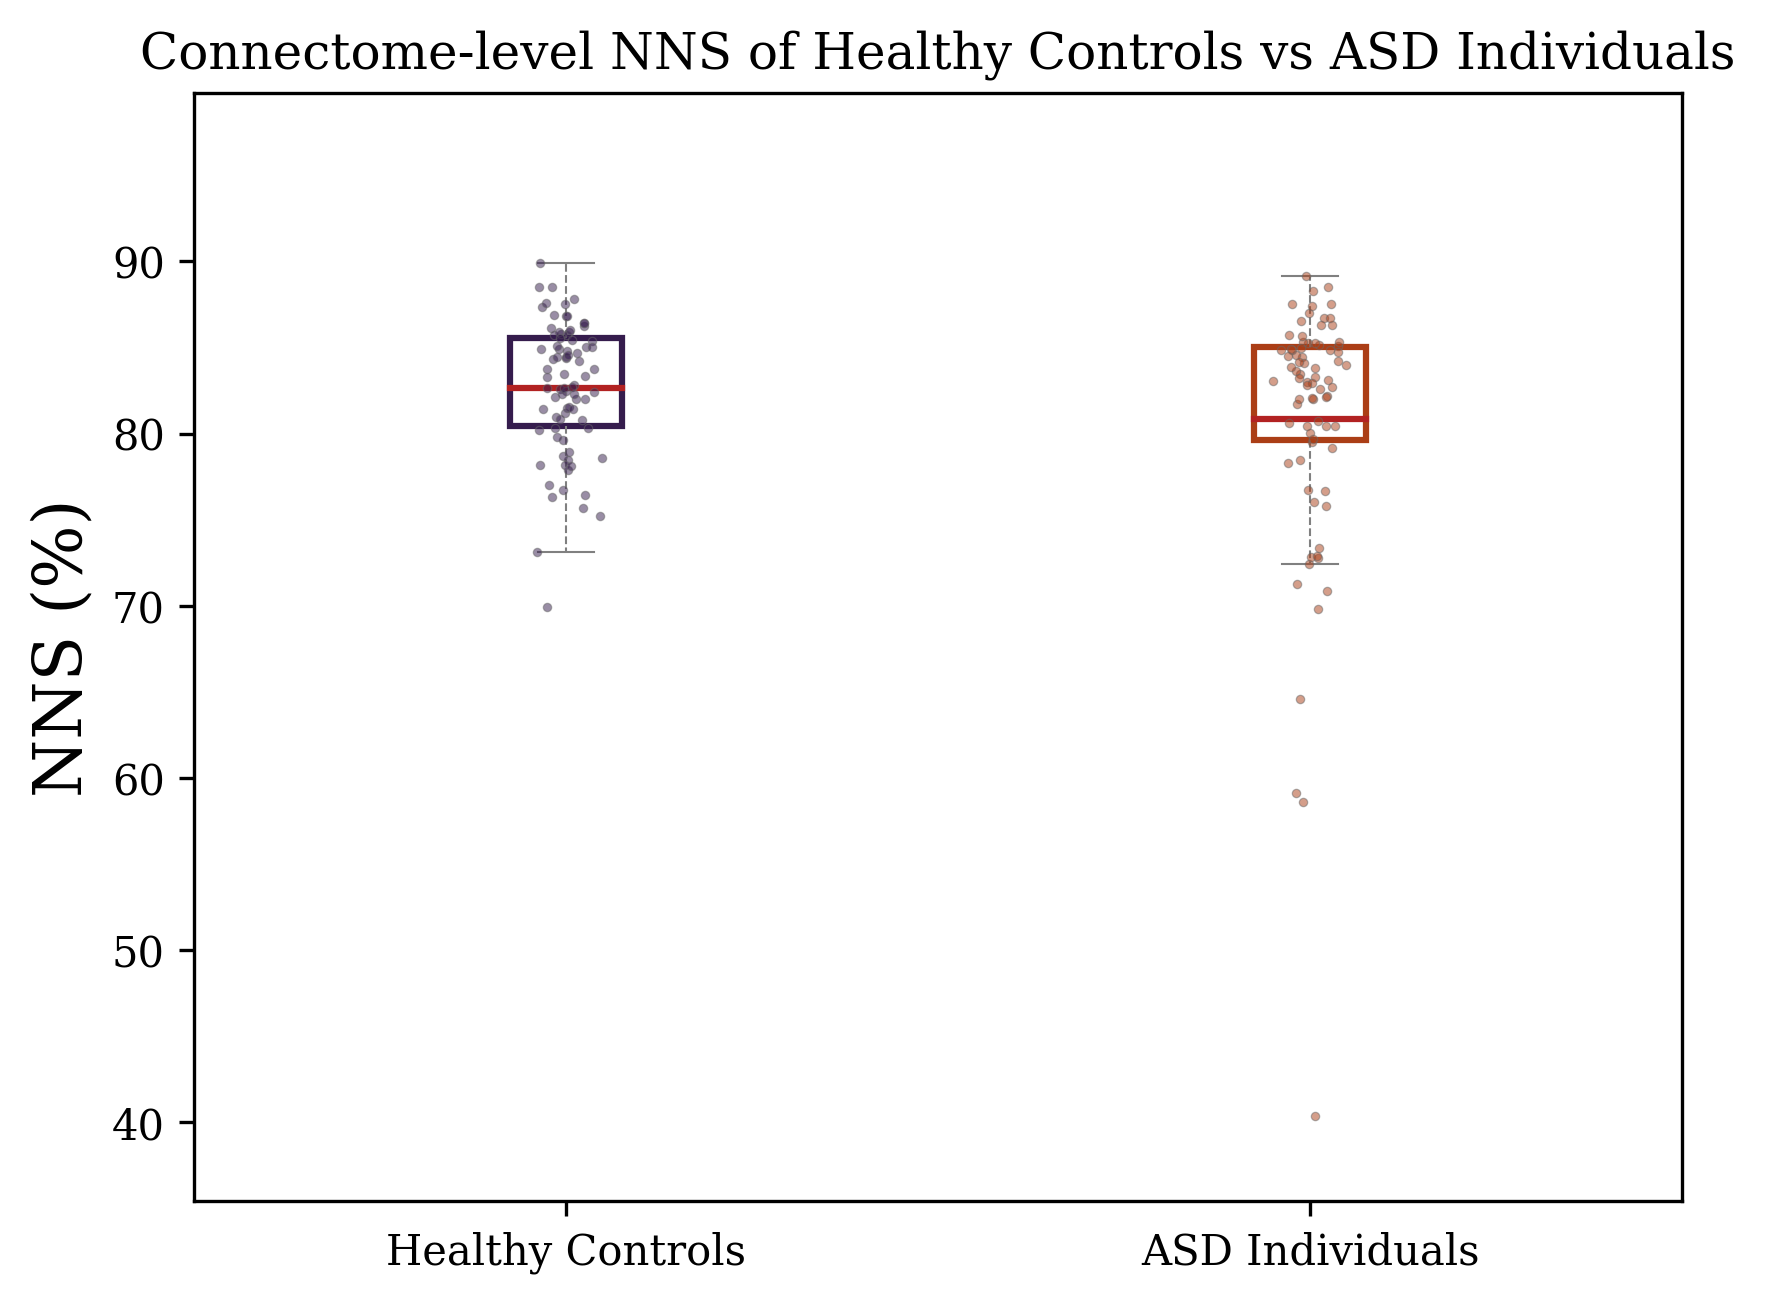 Connectome-level NNS of Healthy Controls vs ASD Individuals
NNS (%)
90
80
70
60
50
40
Healthy Controls
ASD Individuals